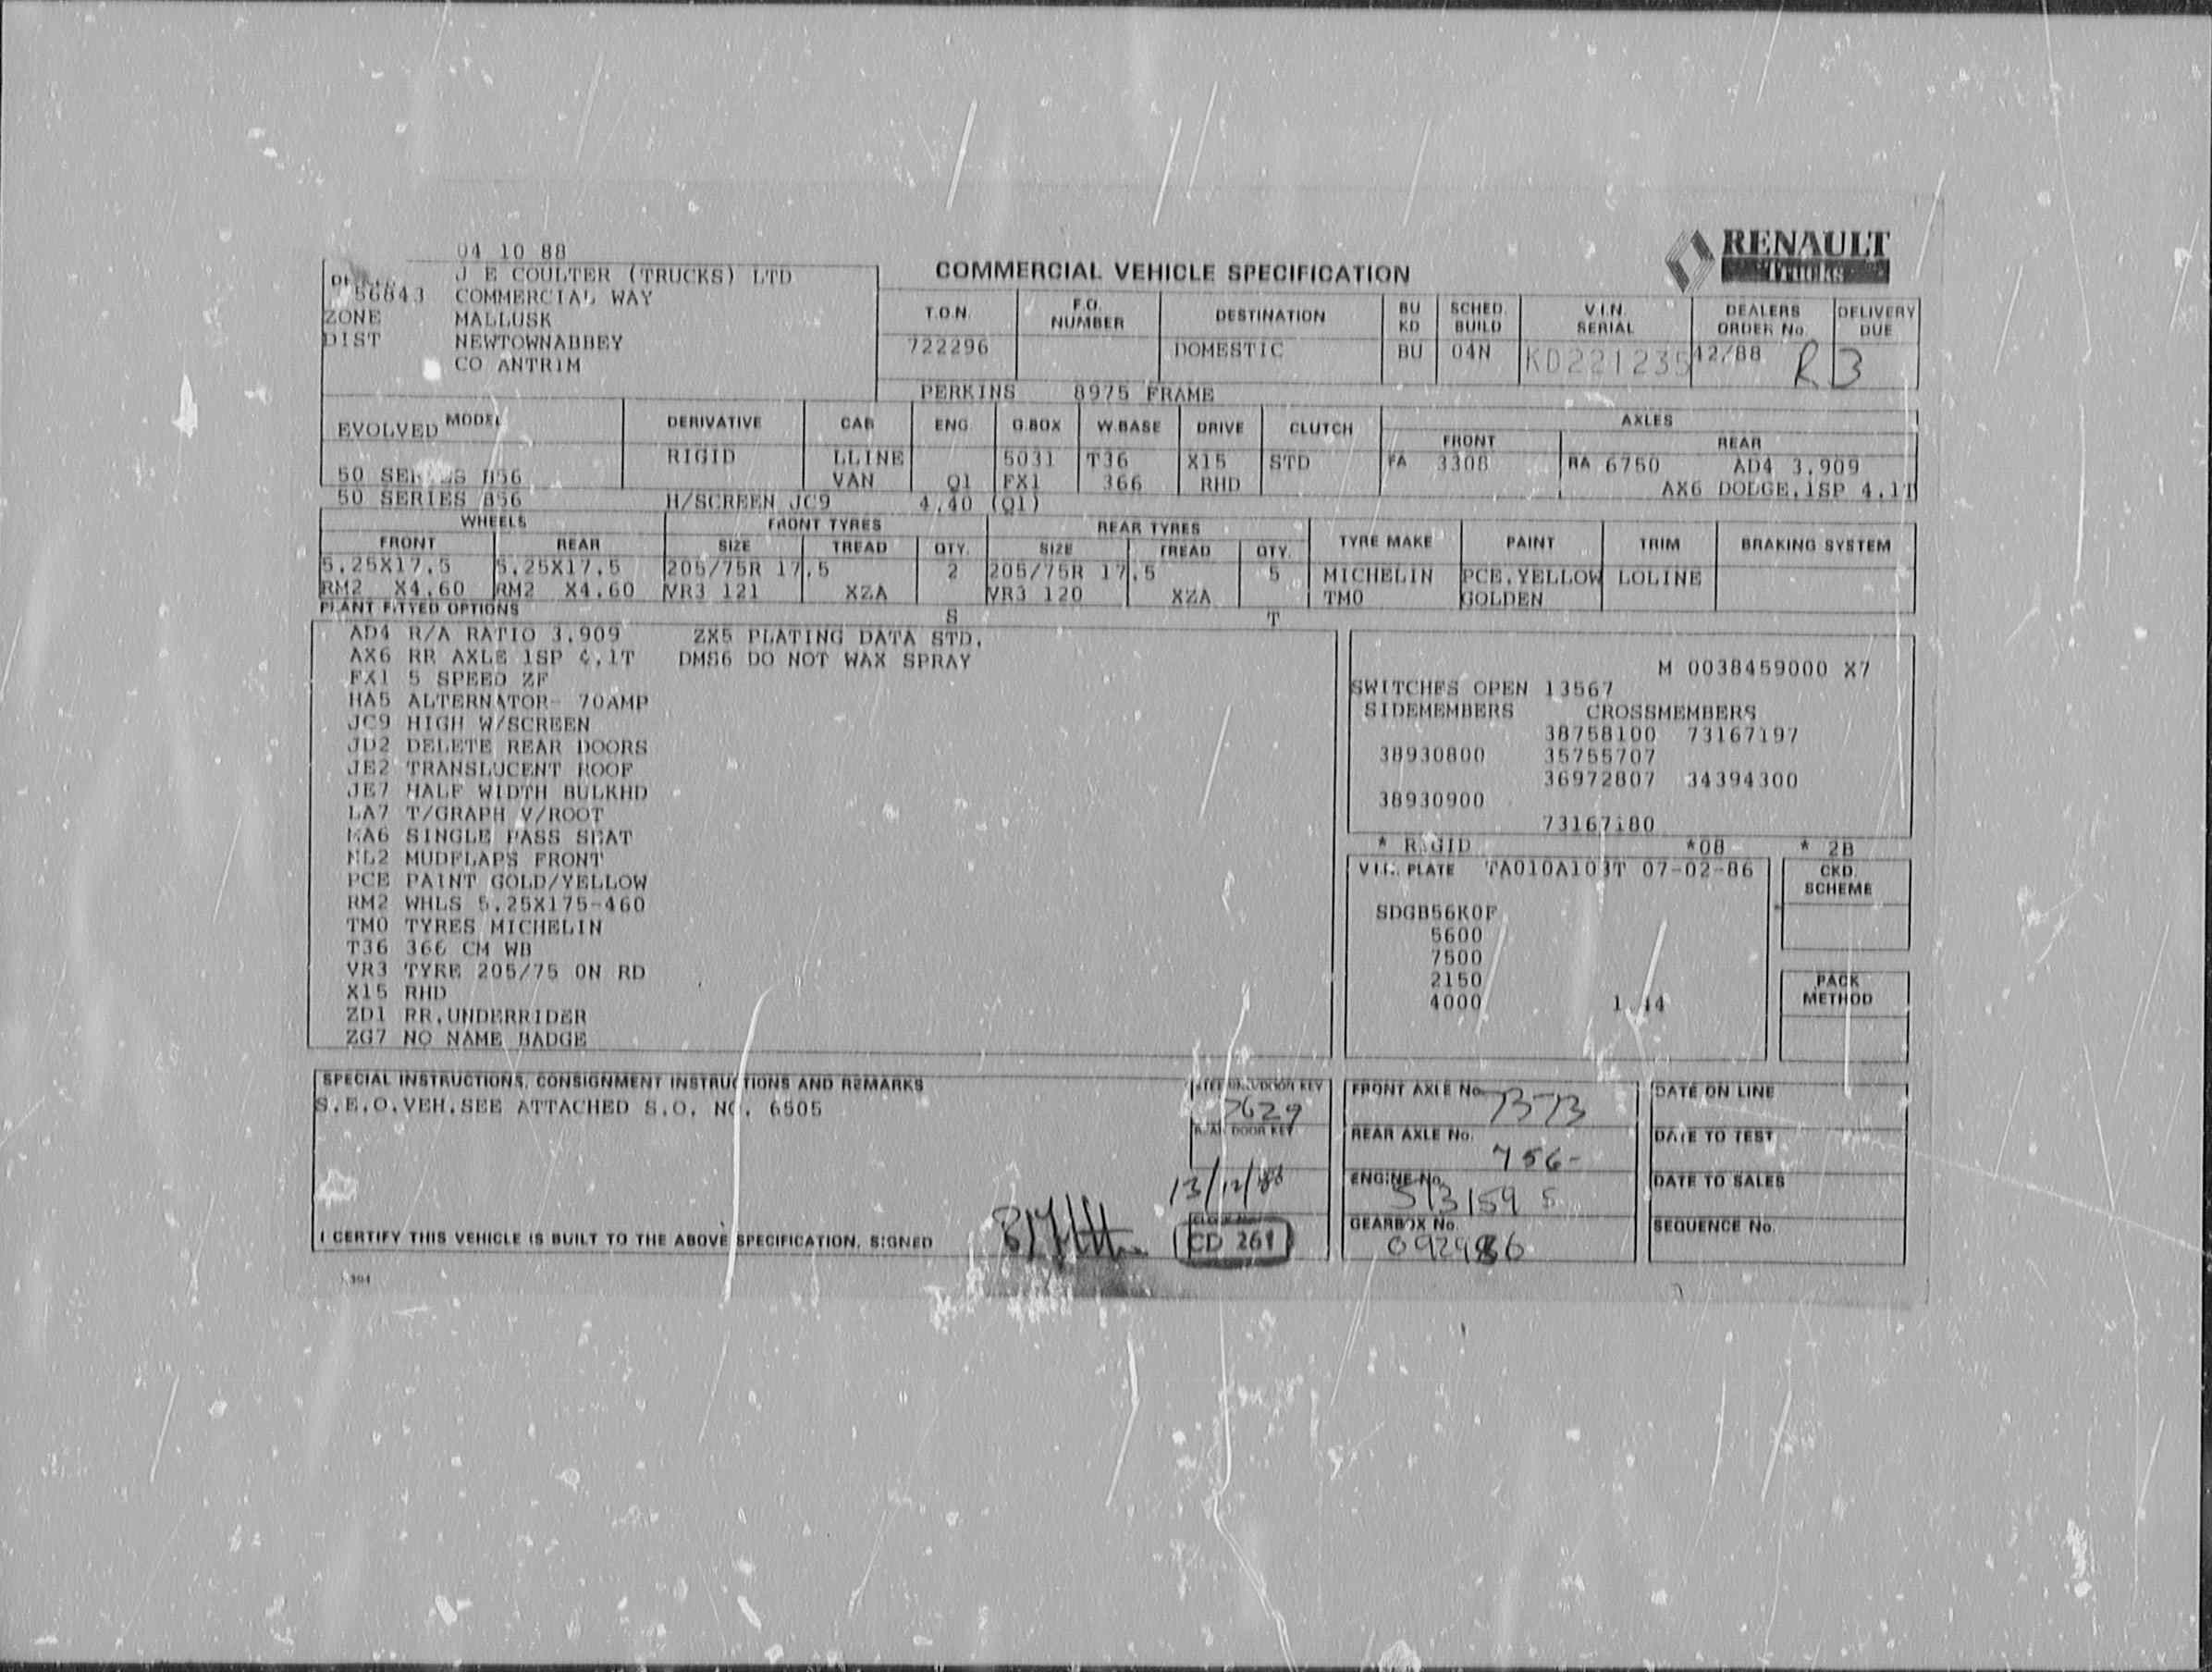 04 10 88
RENAULT
TRUCKS
J E COULTER (TRUCKS) LTD
COMMERCIAL VEHICLE SPECIFICATION
56843 COMMERCIAL WAY
ZONE MALLUSK
DIST NEWTOWNABBEY
CO ANTRIM
T.O.N. F.O. NUMBER DESTINATION BU KD SCHED. BUILD V.I.N. SERIAL DEALERS ORDER No. DELIVERY DUE
722296 DOMESTIC BU 04N KD221235 42/88 R3
PERKINS 8975 FRAME
MODEL DERIVATIVE CAB ENG G.BOX W.BASE DRIVE CLUTCH AXLES
EVOLVED FRONT REAR
RIGID LLINE 5031 T36 X15 STD FA 3308 RA 6750 AD4 3.909
50 SERIES B56 VAN Q1 FX1 366 RHD AX6 DODGE.1SP 4.1T
50 SERIES B56 H/SCREEN JC9 4.40 (Q1)
WHEELS FRONT TYRES REAR TYRES TYRE MAKE PAINT TRIM BRAKING SYSTEM
FRONT REAR SIZE TREAD QTY. SIZE TREAD QTY.
5.25X17.5 5.25X17.5 205/75R 17.5 2 205/75R 17.5 5 MICHELIN PCE.YELLOW LOLINE
RM2 X4.60 RM2 X4.60 VR3 121 XZA VR3 120 XZA TM0 GOLDEN
PLANT FITTED OPTIONS S T
AD4 R/A RATIO 3.909 ZX5 PLATING DATA STD.
AX6 RR AXLE 1SP 4.1T DMS6 DO NOT WAX SPRAY
FX1 5 SPEED ZF
HA5 ALTERNATOR- 70AMP
JC9 HIGH W/SCREEN
JD2 DELETE REAR DOORS
JE2 TRANSLUCENT ROOF
JE7 HALF WIDTH BULKHD
LA7 T/GRAPH V/ROOT
MA6 SINGLE PASS SEAT
NL2 MUDFLAPS FRONT
PCE PAINT GOLD/YELLOW
RM2 WHLS 5.25X175-460
TM0 TYRES MICHELIN
T36 366 CM WB
VR3 TYRE 205/75 ON RD
X15 RHD
ZD1 RR.UNDERRIDER
ZG7 NO NAME BADGE
M 0038459000 X7
SWITCHES OPEN 13567
SIDEMEMBERS CROSSMEMBERS
38758100 73167197
38930800 35755707
36972807 34394300
38930900
73167180
* RIGID *08 * 2B
V.I.N. PLATE TA010A103T 07-02-86
SDGB56K0F
5600
7500
2150
4000
CKD. SCHEME
PACK METHOD
SPECIAL INSTRUCTIONS, CONSIGNMENT INSTRUCTIONS AND REMARKS
S.E.O.VEH.SEE ATTACHED S.O. NO. 6505
DOOR KEY
7629
REAR DOOR KEY
13/12/88
CD 261
I CERTIFY THIS VEHICLE IS BUILT TO THE ABOVE SPECIFICATION. SIGNED
FRONT AXLE No. 7373
REAR AXLE No. 756-
ENGINE No. 513159 S
GEARBOX No. 092986
DATE ON LINE
DATE TO TEST
DATE TO SALES
SEQUENCE No.